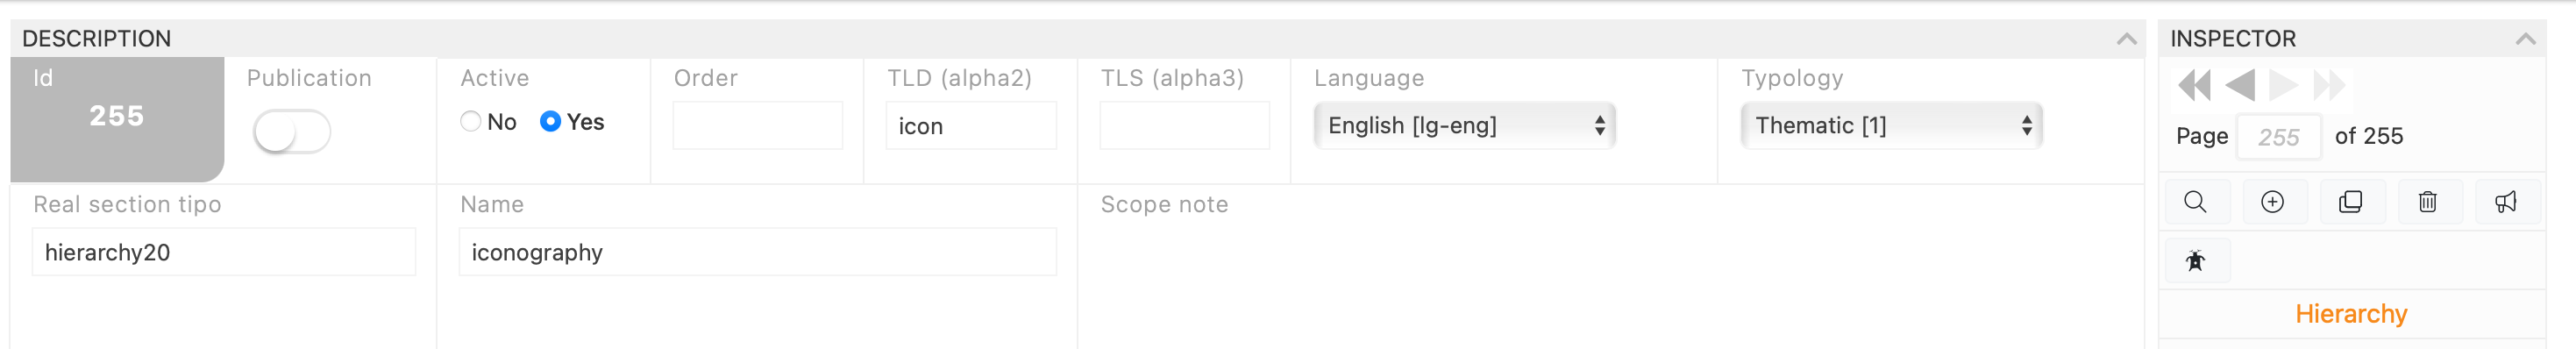 DESCRIPTION
Id
255
Publication
Active
No Yes
Order
TLD (alpha2)
icon
TLS (alpha3)
Language
English [lg-eng]
Typology
Thematic [1]
Real section tipo
hierarchy20
Name
iconography
Scope note
INSPECTOR
Page 255 of 255
Hierarchy